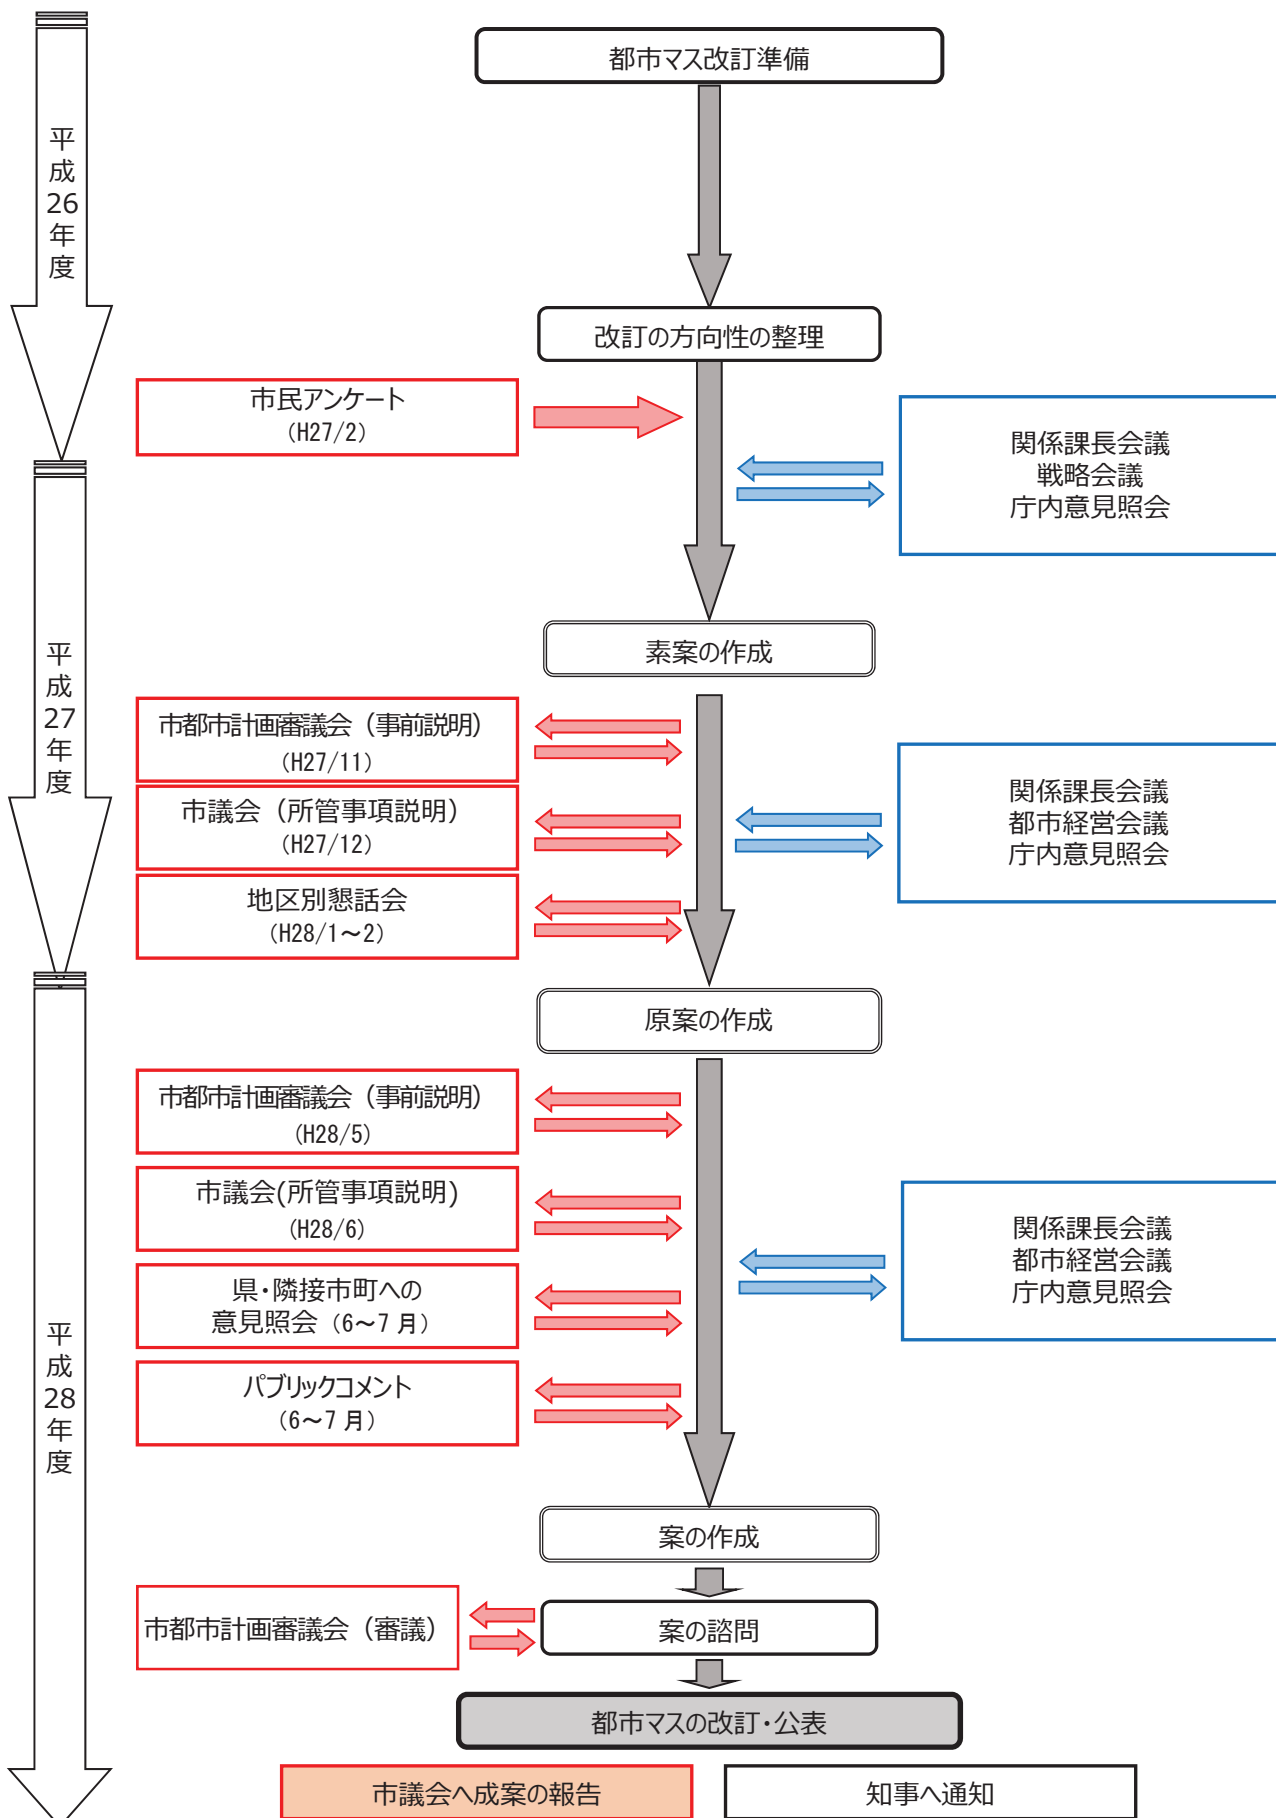 都市マス改訂準備
平成26年度
改訂の方向性の整理
市民アンケート
（H27/2）
関係課長会議
戦略会議
庁内意見照会
素案の作成
平成27年度
市都市計画審議会（事前説明）
（H27/11）
市議会（所管事項説明）
（H27/12）
地区別懇話会
（H28/1～2）
関係課長会議
都市経営会議
庁内意見照会
原案の作成
平成28年度
市都市計画審議会（事前説明）
（H28/5）
市議会(所管事項説明)
（H28/6）
県・隣接市町への
意見照会（6～7月）
パブリックコメント
（6～7月）
関係課長会議
都市経営会議
庁内意見照会
案の作成
市都市計画審議会（審議）
案の諮問
都市マスの改訂・公表
市議会へ成案の報告
知事へ通知